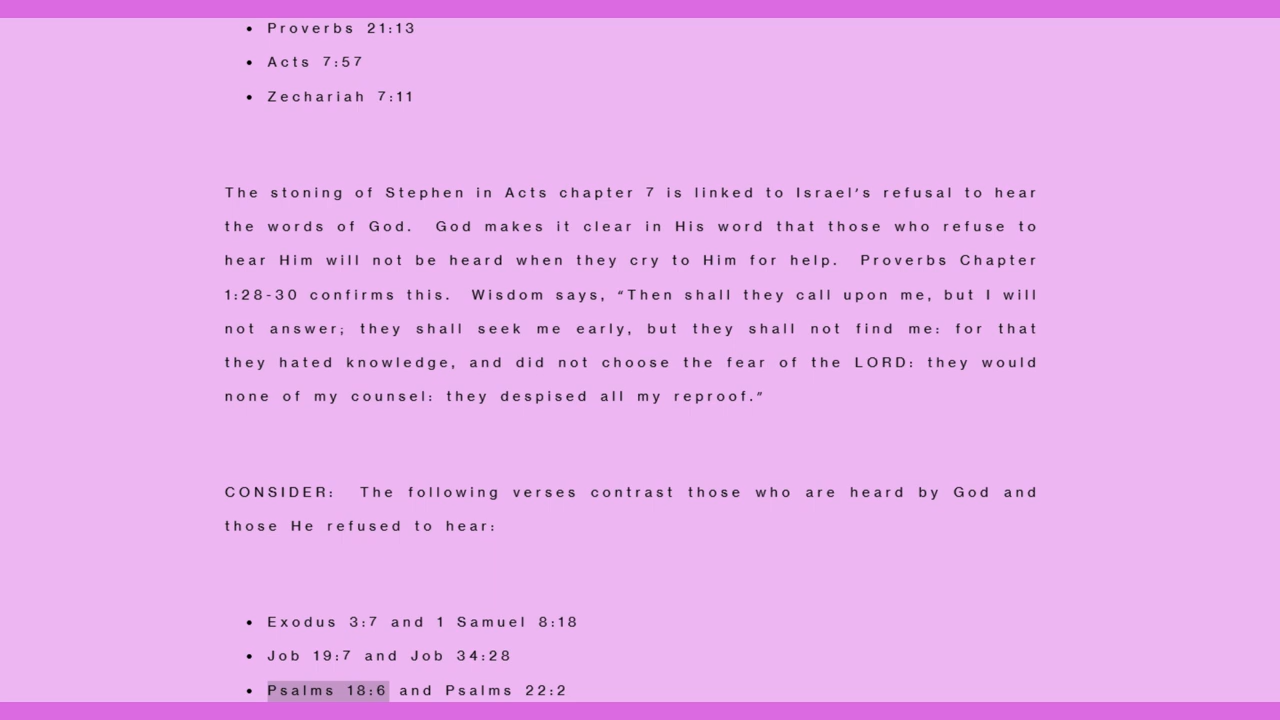 • Proverbs 21:13
• Acts 7:57
• Zechariah 7:11
The stoning of Stephen in Acts chapter 7 is linked to Israel's refusal to hear
the words of God.  God makes it clear in His word that those who refuse to
hear Him will not be heard when they cry to Him for help.  Proverbs Chapter
1:28-30 confirms this.  Wisdom says, “Then shall they call upon me, but I will
not answer; they shall seek me early, but they shall not find me: for that
they hated knowledge, and did not choose the fear of the LORD: they would
none of my counsel: they despised all my reproof.”
CONSIDER:  The following verses contrast those who are heard by God and
those He refused to hear:
• Exodus 3:7 and 1 Samuel 8:18
• Job 19:7 and Job 34:28
• Psalms 18:6 and Psalms 22:2